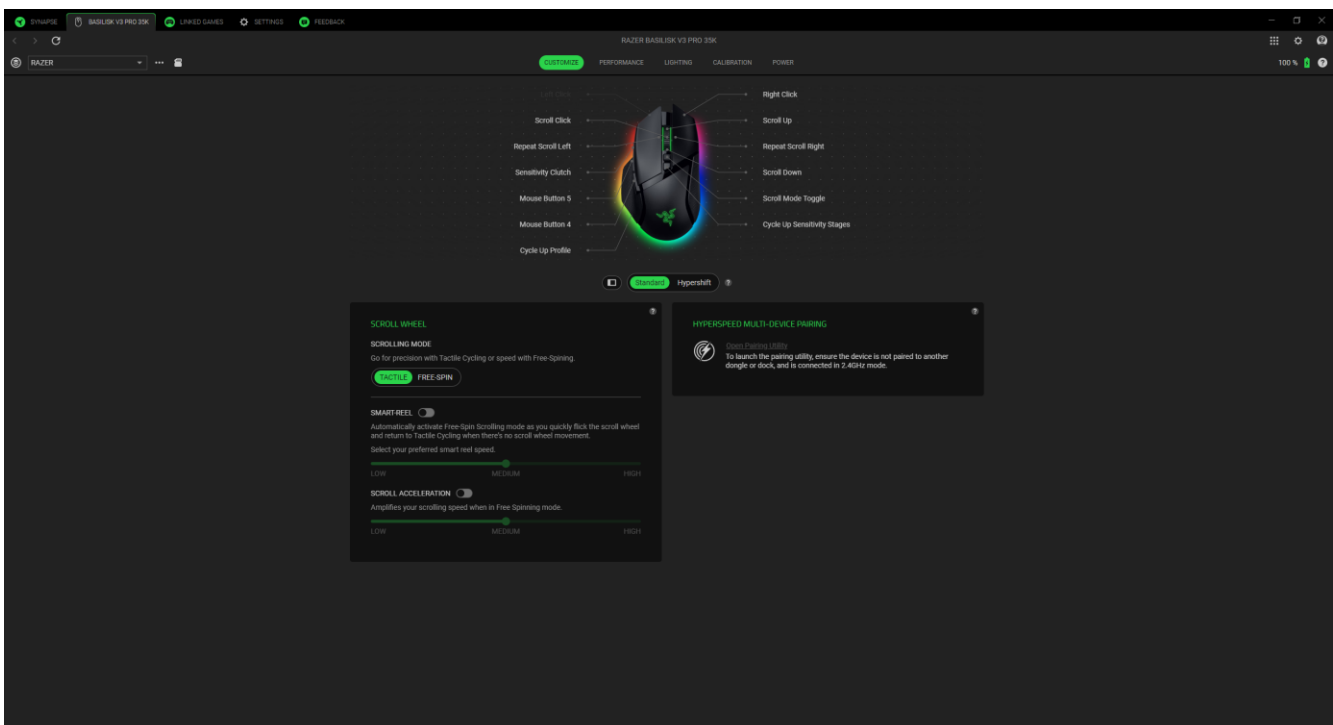 SYNAPSE BASILISK V3 PRO 35K LINKED GAMES SETTINGS FEEDBACK
RAZER BASILISK V3 PRO 35K
RAZER CUSTOMIZE PERFORMANCE LIGHTING CALIBRATION POWER 100 %
Left Click Right Click
Scroll Click Scroll Up
Repeat Scroll Left Repeat Scroll Right
Sensitivity Clutch Scroll Down
Mouse Button 5 Scroll Mode Toggle
Mouse Button 4 Cycle Up Sensitivity Stages
Cycle Up Profile
Standard Hypershift ?
SCROLL WHEEL
SCROLLING MODE
Go for precision with Tactile Cycling or speed with Free-Spining.
TACTILE FREE-SPIN
SMART-REEL
Automatically activate Free-Spin Scrolling mode as you quickly flick the scroll wheel
and return to Tactile Cycling when there's no scroll wheel movement.
Select your preferred smart reel speed.
LOW MEDIUM HIGH
SCROLL ACCELERATION
Amplifies your scrolling speed when in Free Spinning mode.
LOW MEDIUM HIGH
HYPERSPEED MULTI-DEVICE PAIRING
Open Pairing Utility
To launch the pairing utility, ensure the device is not paired to another
dongle or dock, and is connected in 2.4GHz mode.